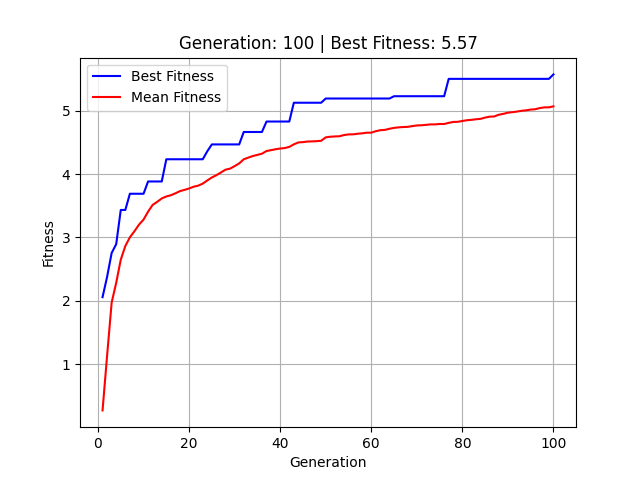 Generation: 100 | Best Fitness: 5.57
Best Fitness
Mean Fitness
Fitness
5
4
3
2
1
0 20 40 60 80 100
Generation